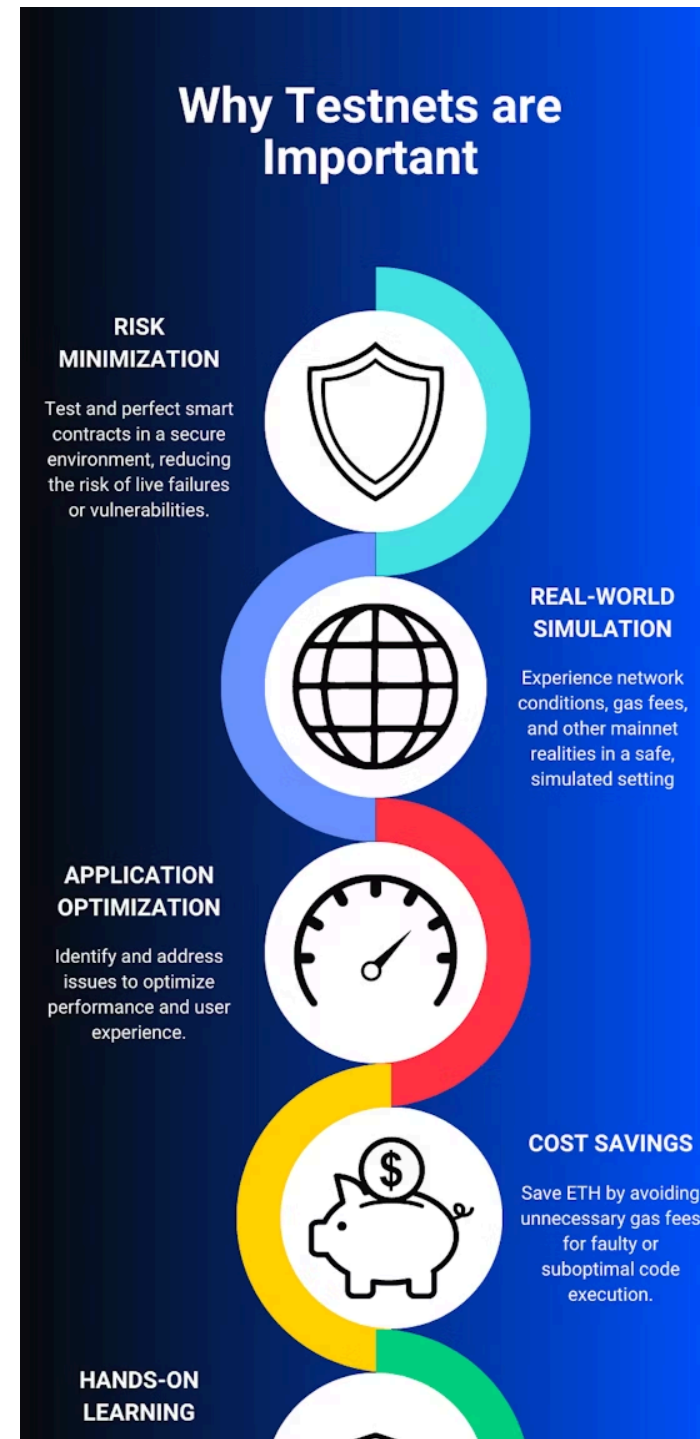 Why Testnets are
Important
RISK
MINIMIZATION
Test and perfect smart
contracts in a secure
environment, reducing
the risk of live failures
or vulnerabilities.
REAL-WORLD
SIMULATION
Experience network
conditions, gas fees,
and other mainnet
realities in a safe,
simulated setting
APPLICATION
OPTIMIZATION
Identify and address
issues to optimize
performance and user
experience.
$
COST SAVINGS
Save ETH by avoiding
unnecessary gas fees
for faulty or
suboptimal code
execution.
HANDS-ON
LEARNING